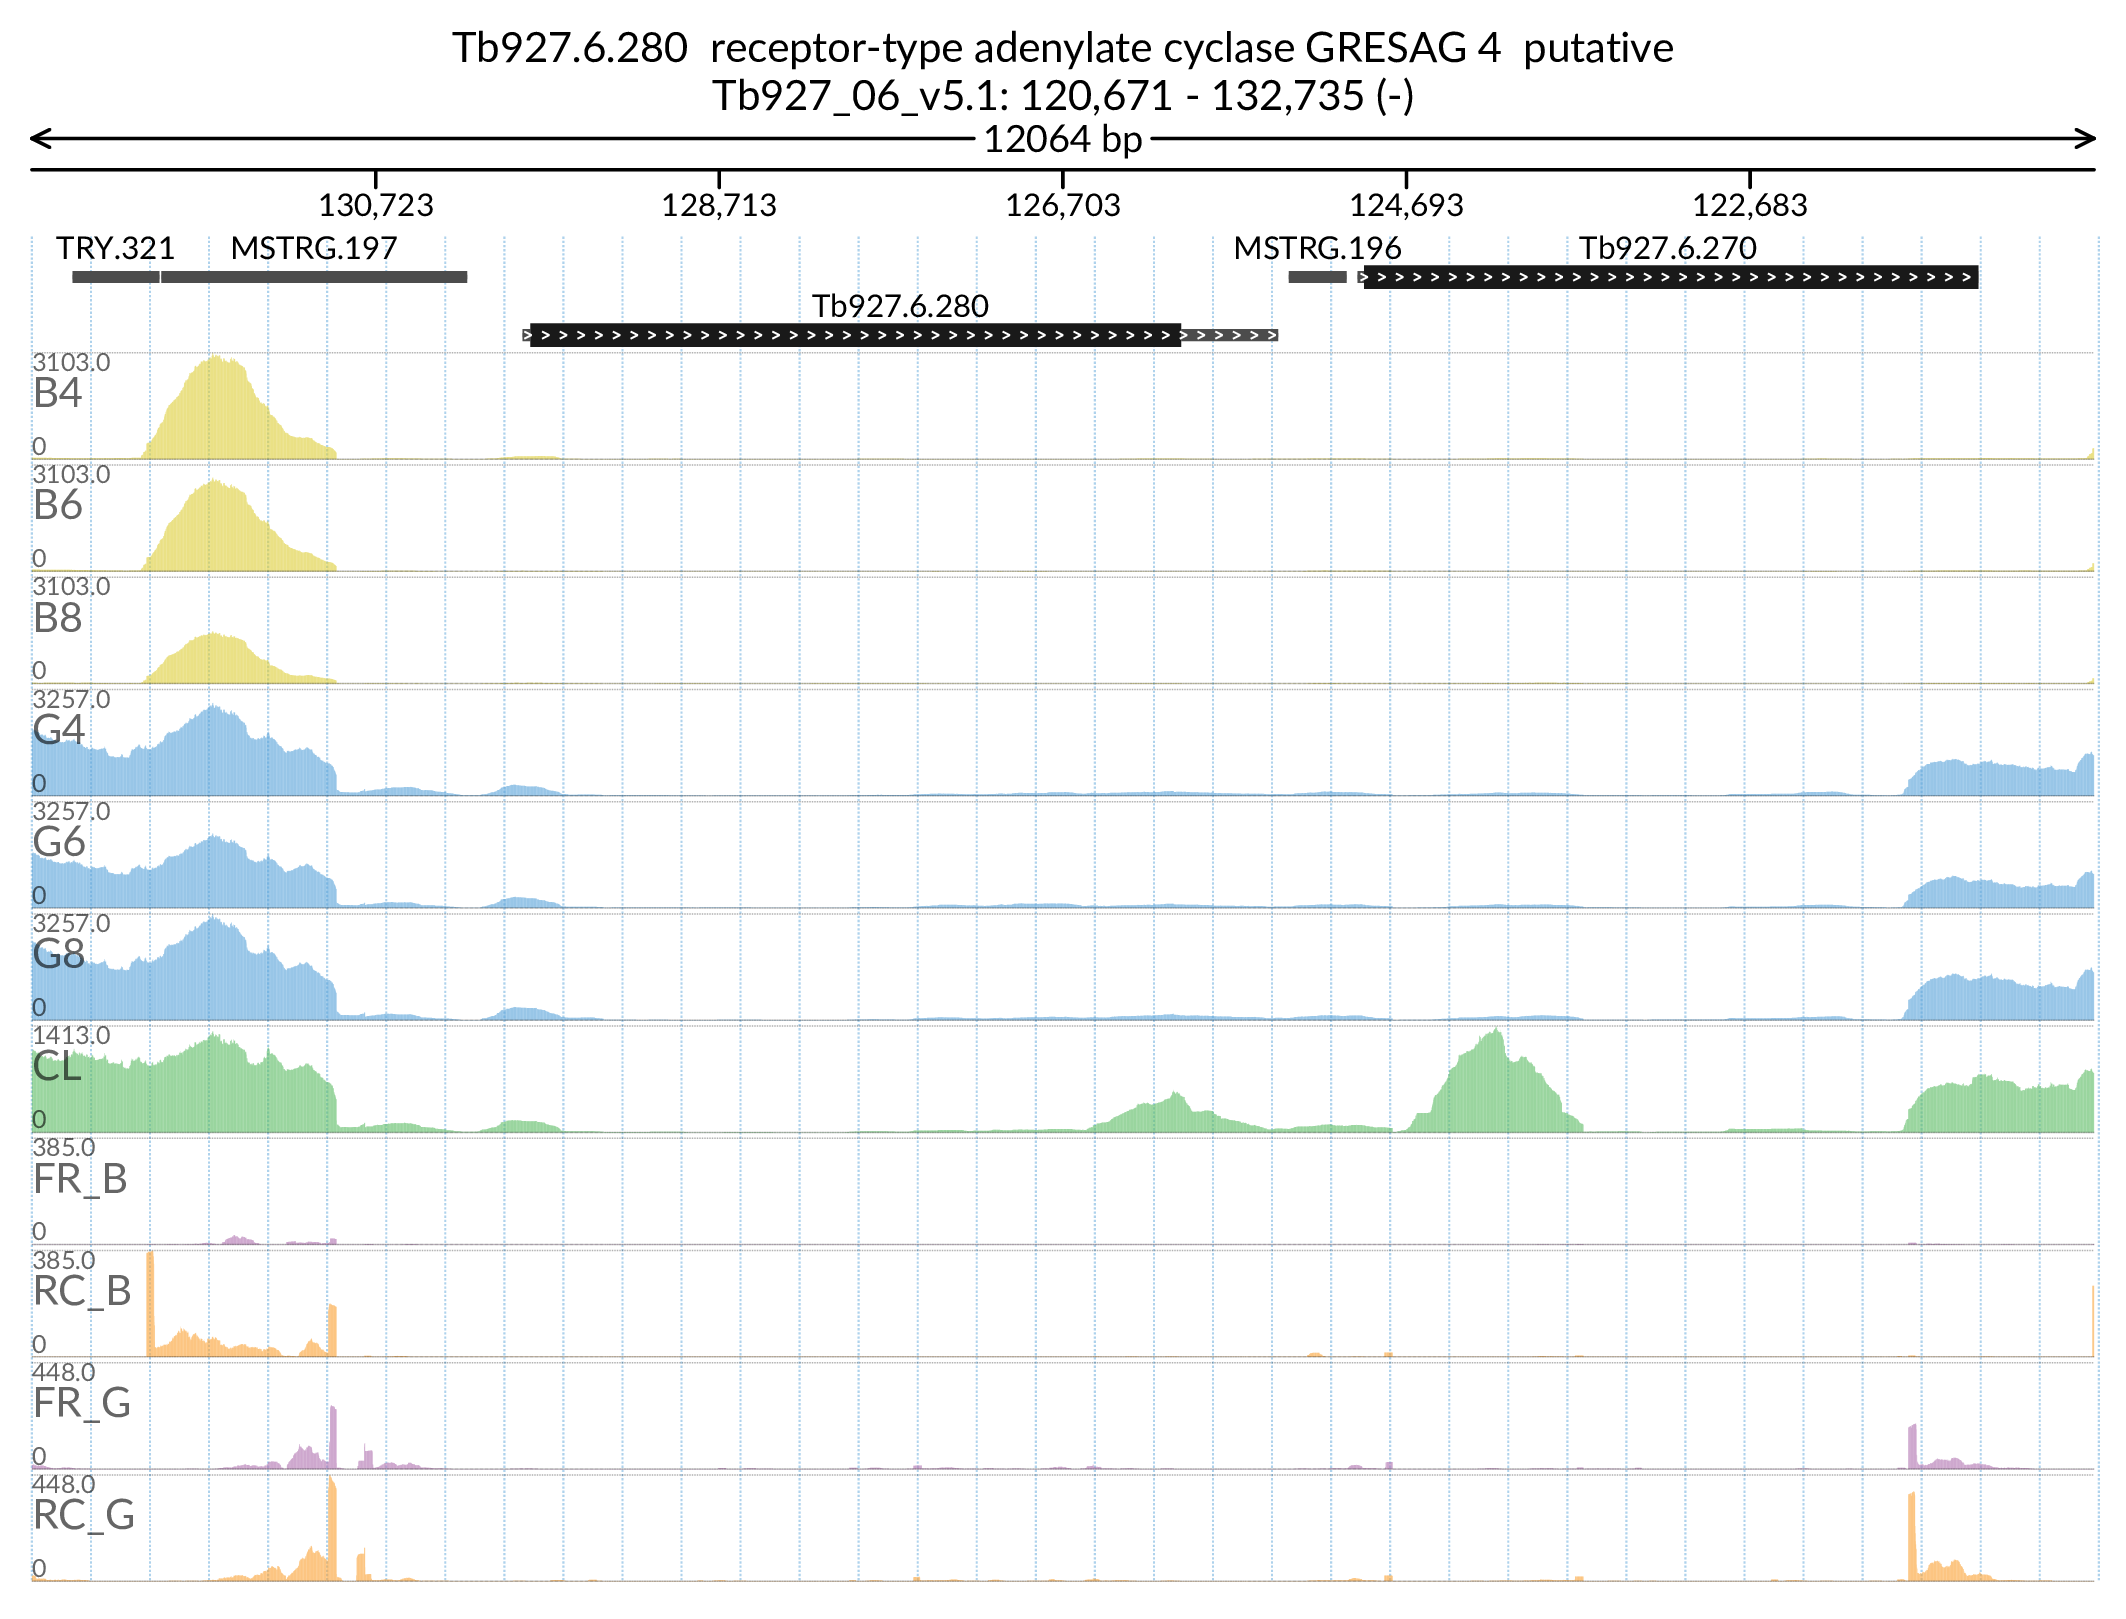 Tb927.6.280 receptor-type adenylate cyclase GRESAG 4 putative
Tb927_06_v5.1: 120,671 - 132,735 (-)
12064 bp
130,723 128,713 126,703 124,693 122,683
TRY.321 MSTRG.197 MSTRG.196 Tb927.6.270
Tb927.6.280
3103.0
B4
0
3103.0
B6
0
3103.0
B8
0
3257.0
G4
0
3257.0
G6
0
3257.0
G8
0
1413.0
CL
0
385.0
FR_B
0
385.0
RC_B
0
448.0
FR_G
0
448.0
RC_G
0